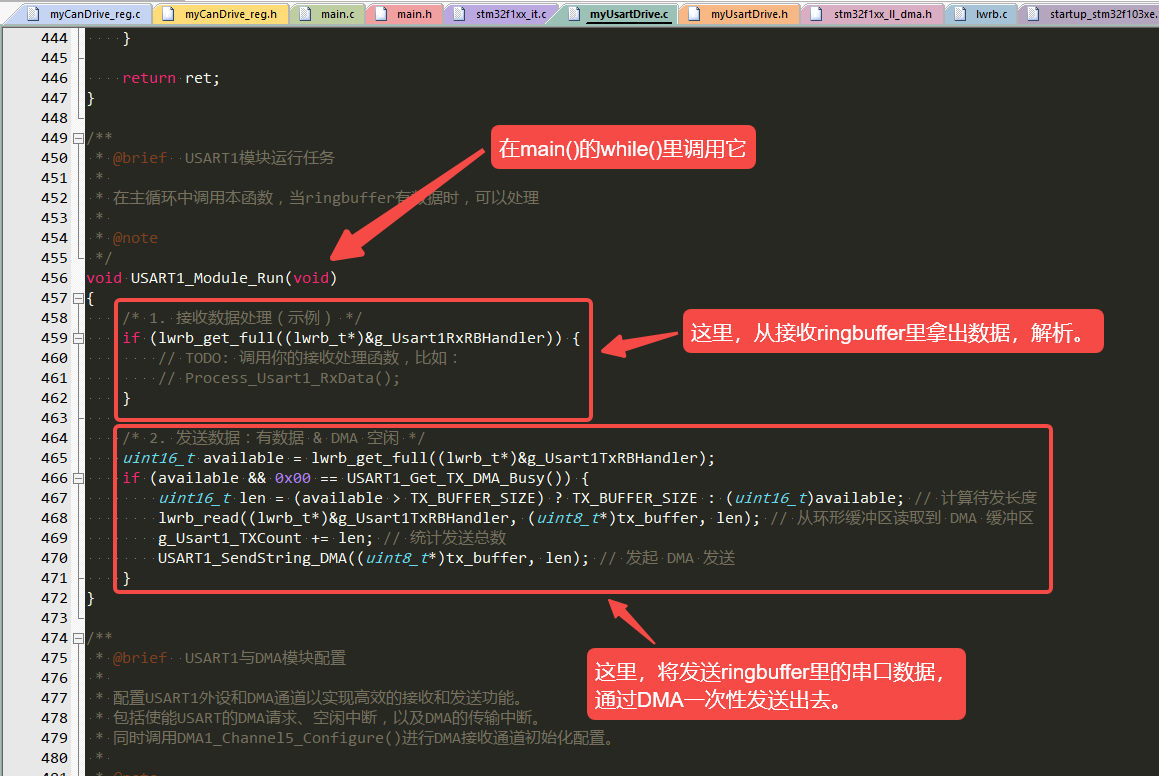 myCanDrive_reg.c myCanDrive_reg.h main.c main.h stm32f1xx_it.c myUsartDrive.c myUsartDrive.h stm32f1xx_ll_dma.h lwrb.c startup_stm32f103xe.
444 }
445
446 return ret;
447 }
448
449 /**
450 * @brief USART1模块运行任务
451 *
在main()的while()里调用它
452 * 在主循环中调用本函数，当ringbuffer有数据时，可以处理
453 *
454 * @note
455 */
456 void USART1_Module_Run(void)
457 {
458 /* 1. 接收数据处理（示例） */
459 if (lwrb_get_full((lwrb_t*)&g_Usart1RxRBHandler)) {
这里，从接收ringbuffer里拿出数据，解析。
460 // TODO: 调用你的接收处理函数，比如：
461 // Process_Usart1_RxData();
462 }
463
464 /* 2. 发送数据：有数据 & DMA 空闲 */
465 uint16_t available = lwrb_get_full((lwrb_t*)&g_Usart1TxRBHandler);
466 if (available && 0x00 == USART1_Get_TX_DMA_Busy()) {
467 uint16_t len = (available > TX_BUFFER_SIZE) ? TX_BUFFER_SIZE : (uint16_t)available; // 计算待发长度
468 lwrb_read((lwrb_t*)&g_Usart1TxRBHandler, (uint8_t*)tx_buffer, len); // 从环形缓冲区读取到 DMA 缓冲区
469 g_Usart1_TXCount += len; // 统计发送总数
470 USART1_SendString_DMA((uint8_t*)tx_buffer, len); // 发起 DMA 发送
471 }
472 }
473
474 /**
475 * @brief USART1与DMA模块配置
476 *
这里，将发送ringbuffer里的串口数据，
通过DMA一次性发送出去。
477 * 配置USART1外设和DMA通道以实现高效的接收和发送功能。
478 * 包括使能USART的DMA请求、空闲中断，以及DMA的传输中断。
479 * 同时调用DMA1_Channel5_Configure()进行DMA接收通道初始化配置。
480 *